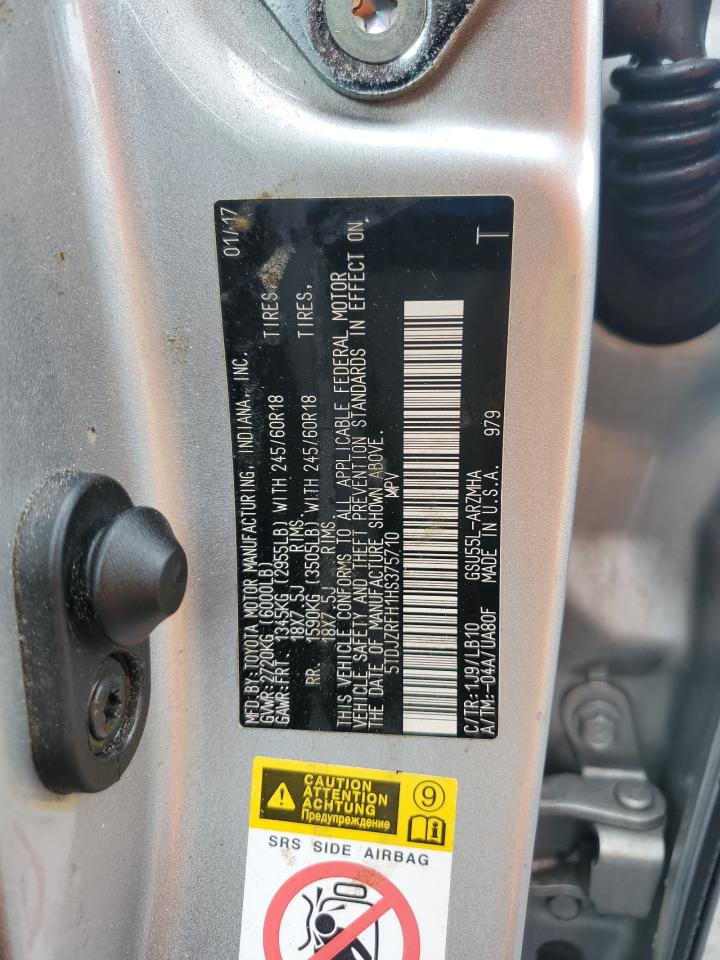 MFD BY:TOYOTA MOTOR MANUFACTURING, INDIANA, INC. 01/17
GVWR:2720KG (6000LB)
GAWR:FRT. 1345KG (2955LB) WITH 245/60R18 TIRES,
18X7.5J RIMS
RR. 1590KG (3505LB) WITH 245/60R18 TIRES,
18X7.5J RIMS
THIS VEHICLE CONFORMS TO ALL APPLICABLE FEDERAL MOTOR
VEHICLE SAFETY AND THEFT PREVENTION STANDARDS IN EFFECT ON
THE DATE OF MANUFACTURE SHOWN ABOVE.
5TDJZRFH1HS375710 MPV
C/TR:1J9/LB10 GSU55L-ARZMHA T
A/TM:-04A/UA80F MADE IN U.S.A. 979
CAUTION
ATTENTION
ACHTUNG
Предупреждение
9
i
SRS SIDE AIRBAG